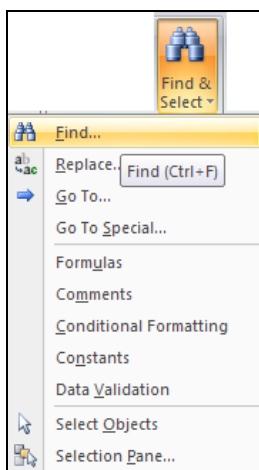 Find &
Select
Find...
Replace..
Find (Ctrl+F)
Go To...
Go To Special...
Formulas
Comments
Conditional Formatting
Constants
Data Validation
Select Objects
Selection Pane...